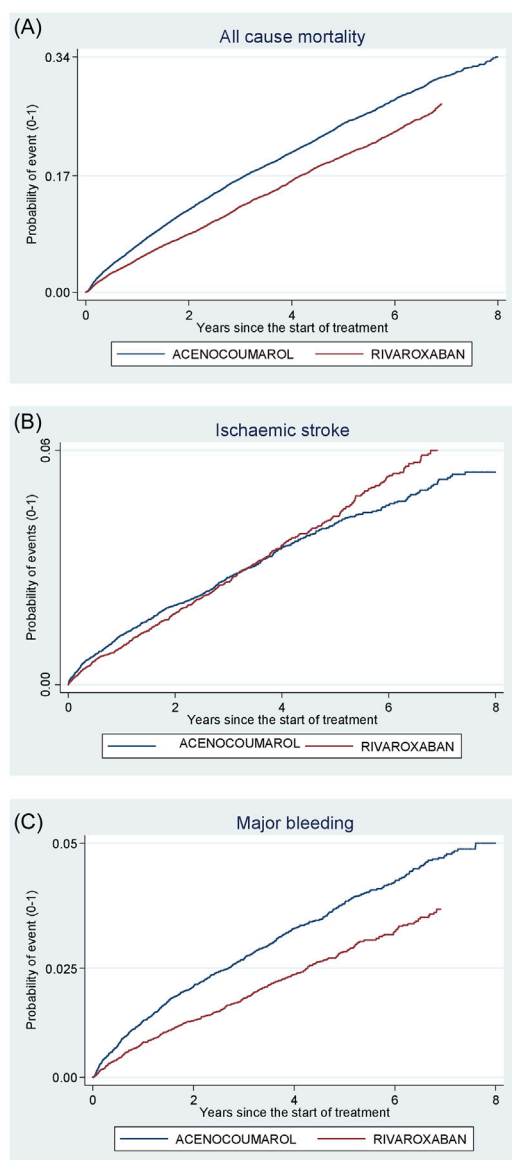 (A)
All cause mortality
Probability of event (0-1)
0.34
0.17
0.00
0 2 4 6 8
Years since the start of treatment
ACENOCOUMAROL RIVAROXABAN
(B)
Ischaemic stroke
Probability of events (0-1)
0.06
0.00
0 2 4 6 8
Years since the start of treatment
ACENOCOUMAROL RIVAROXABAN
(C)
Major bleeding
Probability of event (0-1)
0.05
0.025
0.00
0 2 4 6 8
Years since the start of treatment
ACENOCOUMAROL RIVAROXABAN